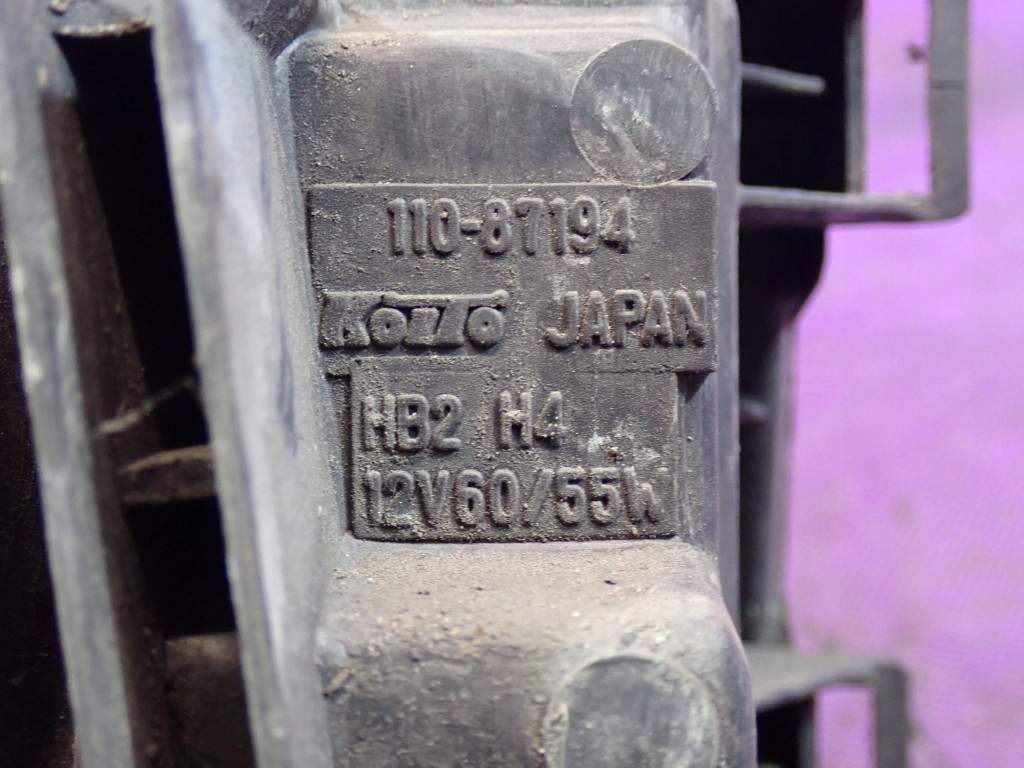 110-87194
KOITO JAPAN
HB2 H4
12V60/55W